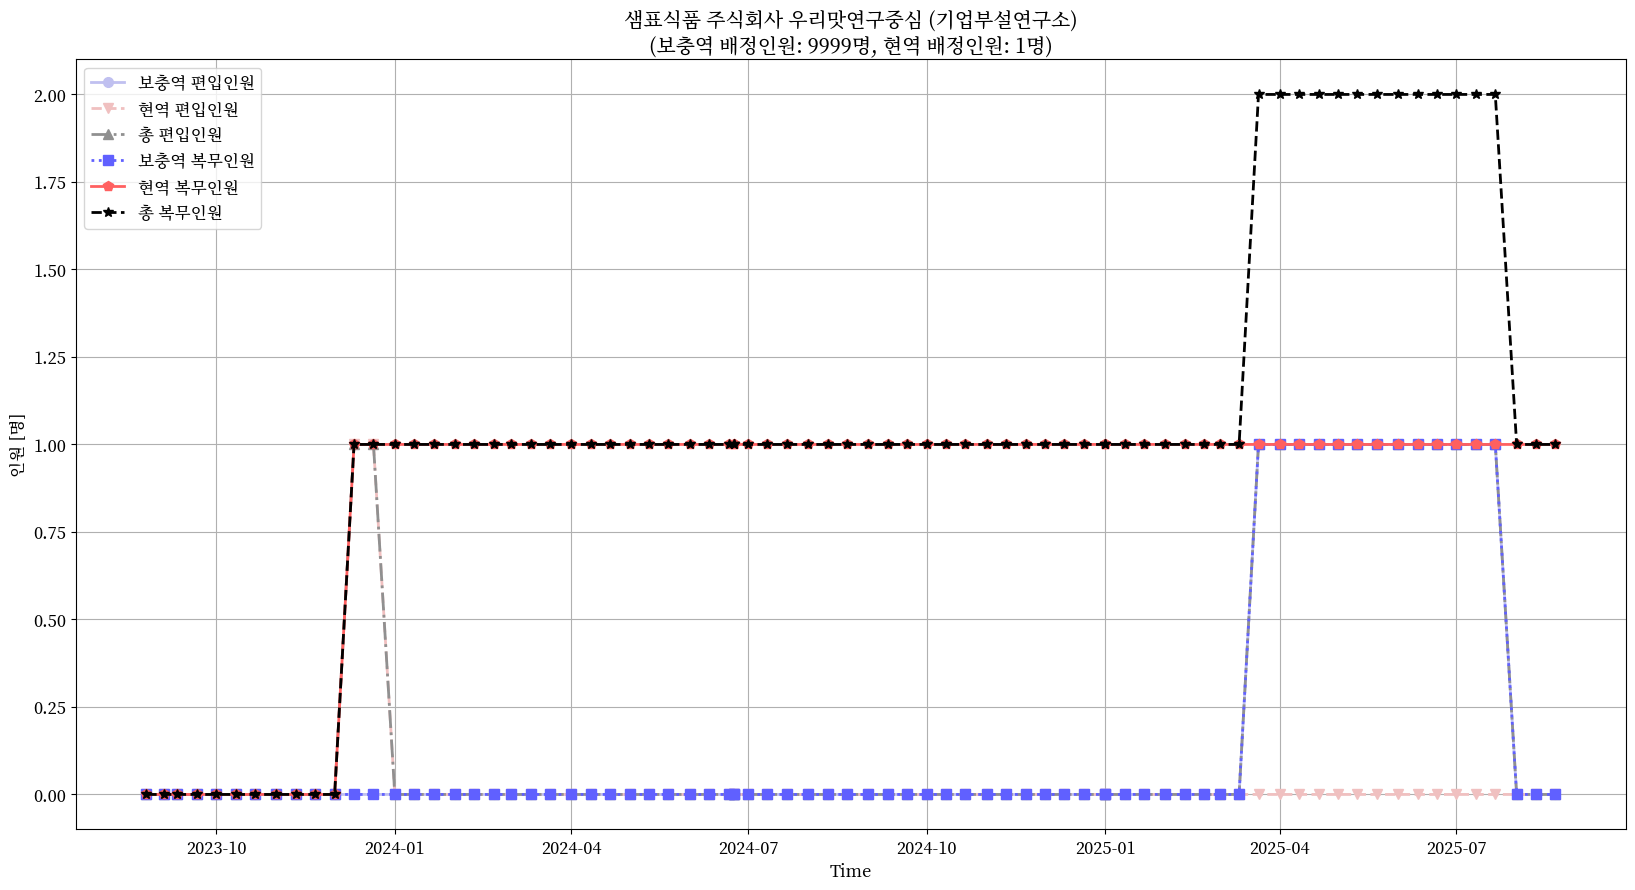 샘표식품 주식회사 우리맛연구중심 (기업부설연구소)
(보충역 배정인원: 9999명, 현역 배정인원: 1명)
보충역 편입인원
현역 편입인원
총 편입인원
보충역 복무인원
현역 복무인원
총 복무인원
인원 [명]
2.00
1.75
1.50
1.25
1.00
0.75
0.50
0.25
0.00
2023-10
2024-01
2024-04
2024-07
2024-10
2025-01
2025-04
2025-07
Time